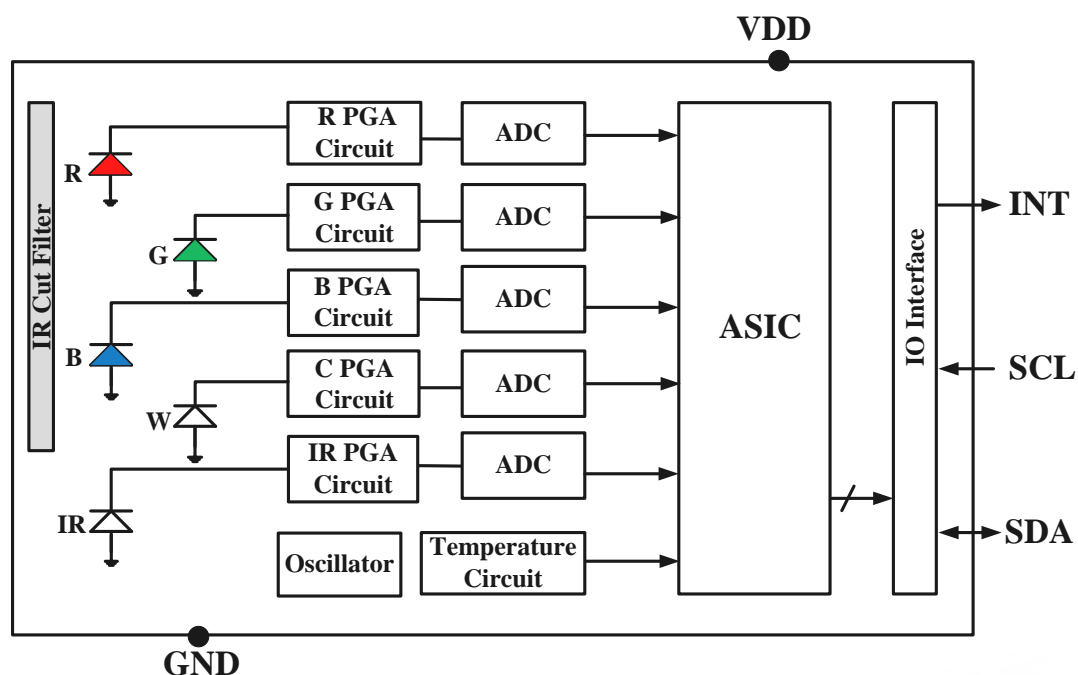 VDD
IR Cut Filter
R
R PGA
Circuit
ADC
G
G PGA
Circuit
ADC
B
B PGA
Circuit
ADC
W
C PGA
Circuit
ADC
IR
IR PGA
Circuit
ADC
Oscillator
Temperature
Circuit
ASIC
IO Interface
INT
SCL
SDA
GND